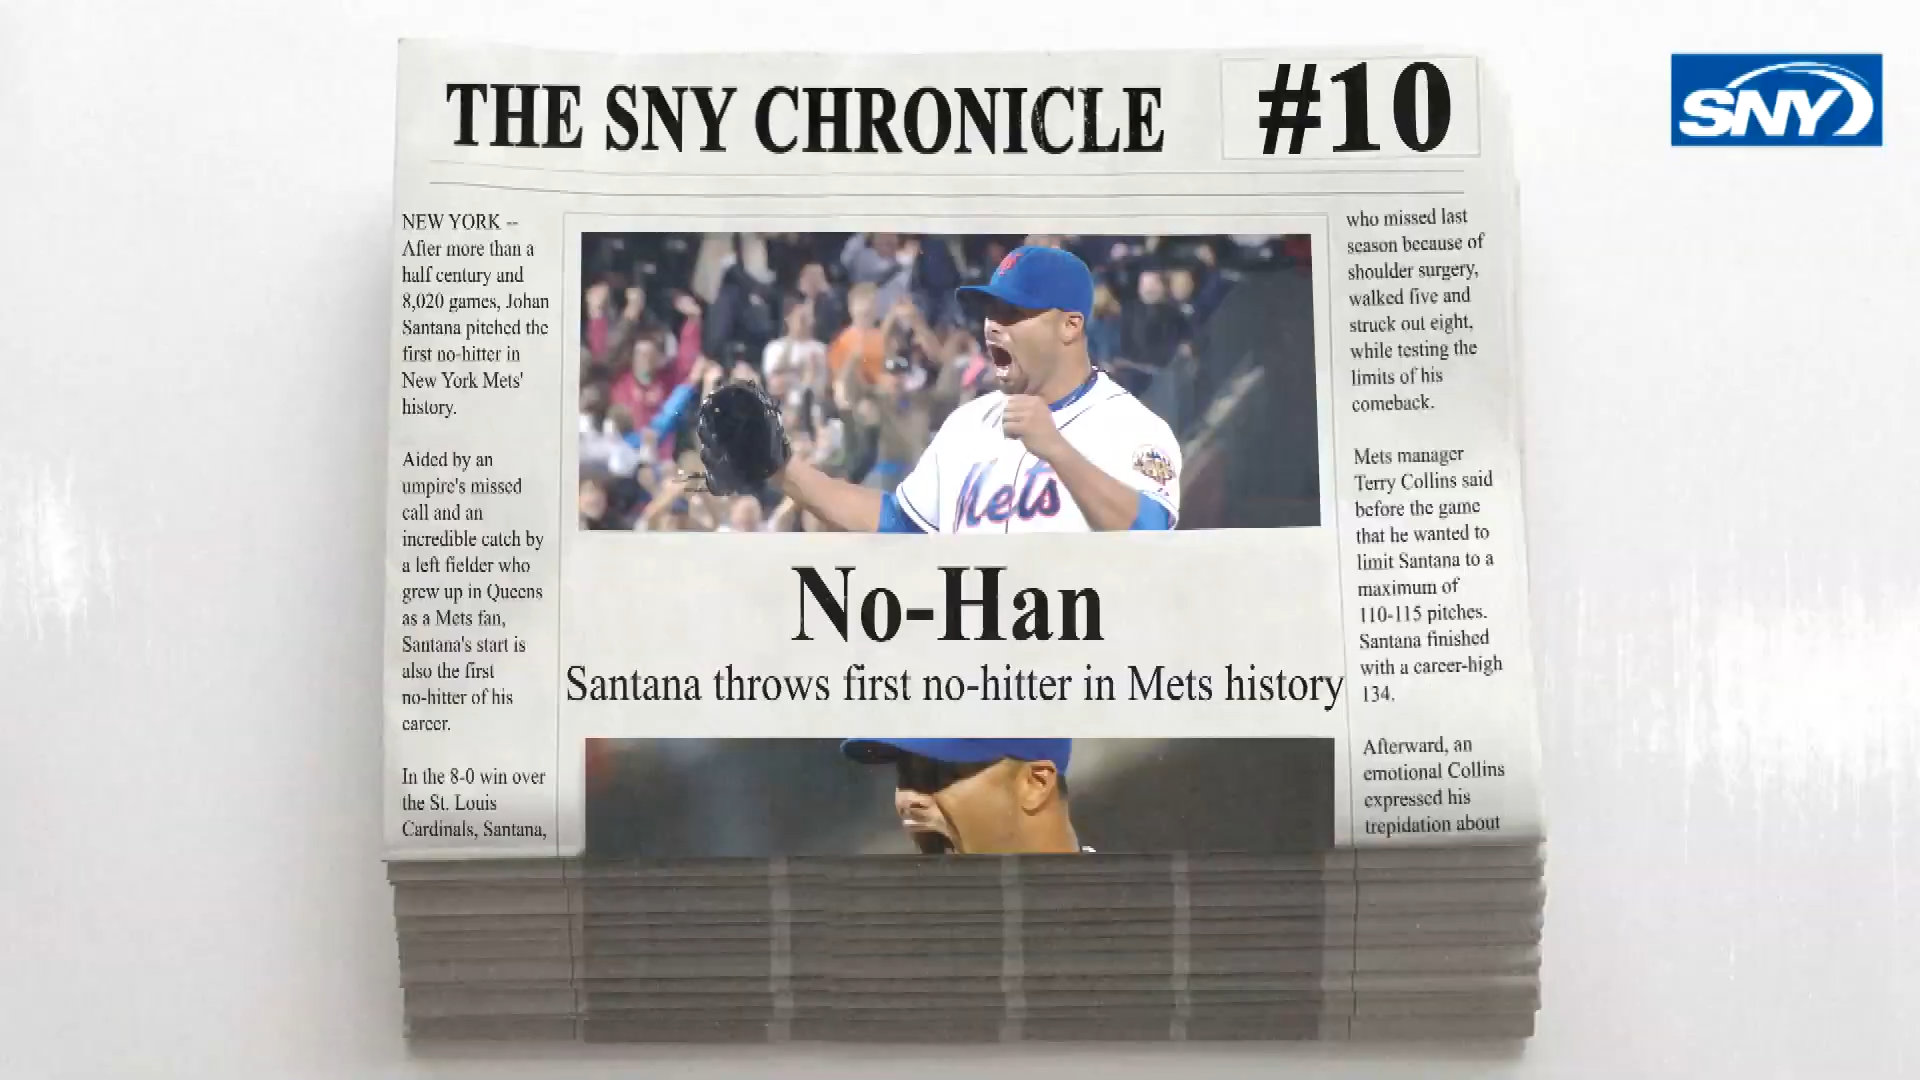 THE SNY CHRONICLE
#10
SNY
NEW YORK --
After more than a
half century and
8,020 games, Johan
Santana pitched the
first no-hitter in
New York Mets'
history.
Aided by an
umpire's missed
call and an
incredible catch by
a left fielder who
grew up in Queens
as a Mets fan,
Santana's start is
also the first
no-hitter of his
career.
In the 8-0 win over
the St. Louis
Cardinals, Santana,
Mets
No-Han
Santana throws first no-hitter in Mets history
who missed last
season because of
shoulder surgery,
walked five and
struck out eight,
while testing the
limits of his
comeback.
Mets manager
Terry Collins said
before the game
that he wanted to
limit Santana to a
maximum of
110-115 pitches.
Santana finished
with a career-high
134.
Afterward, an
emotional Collins
expressed his
trepidation about